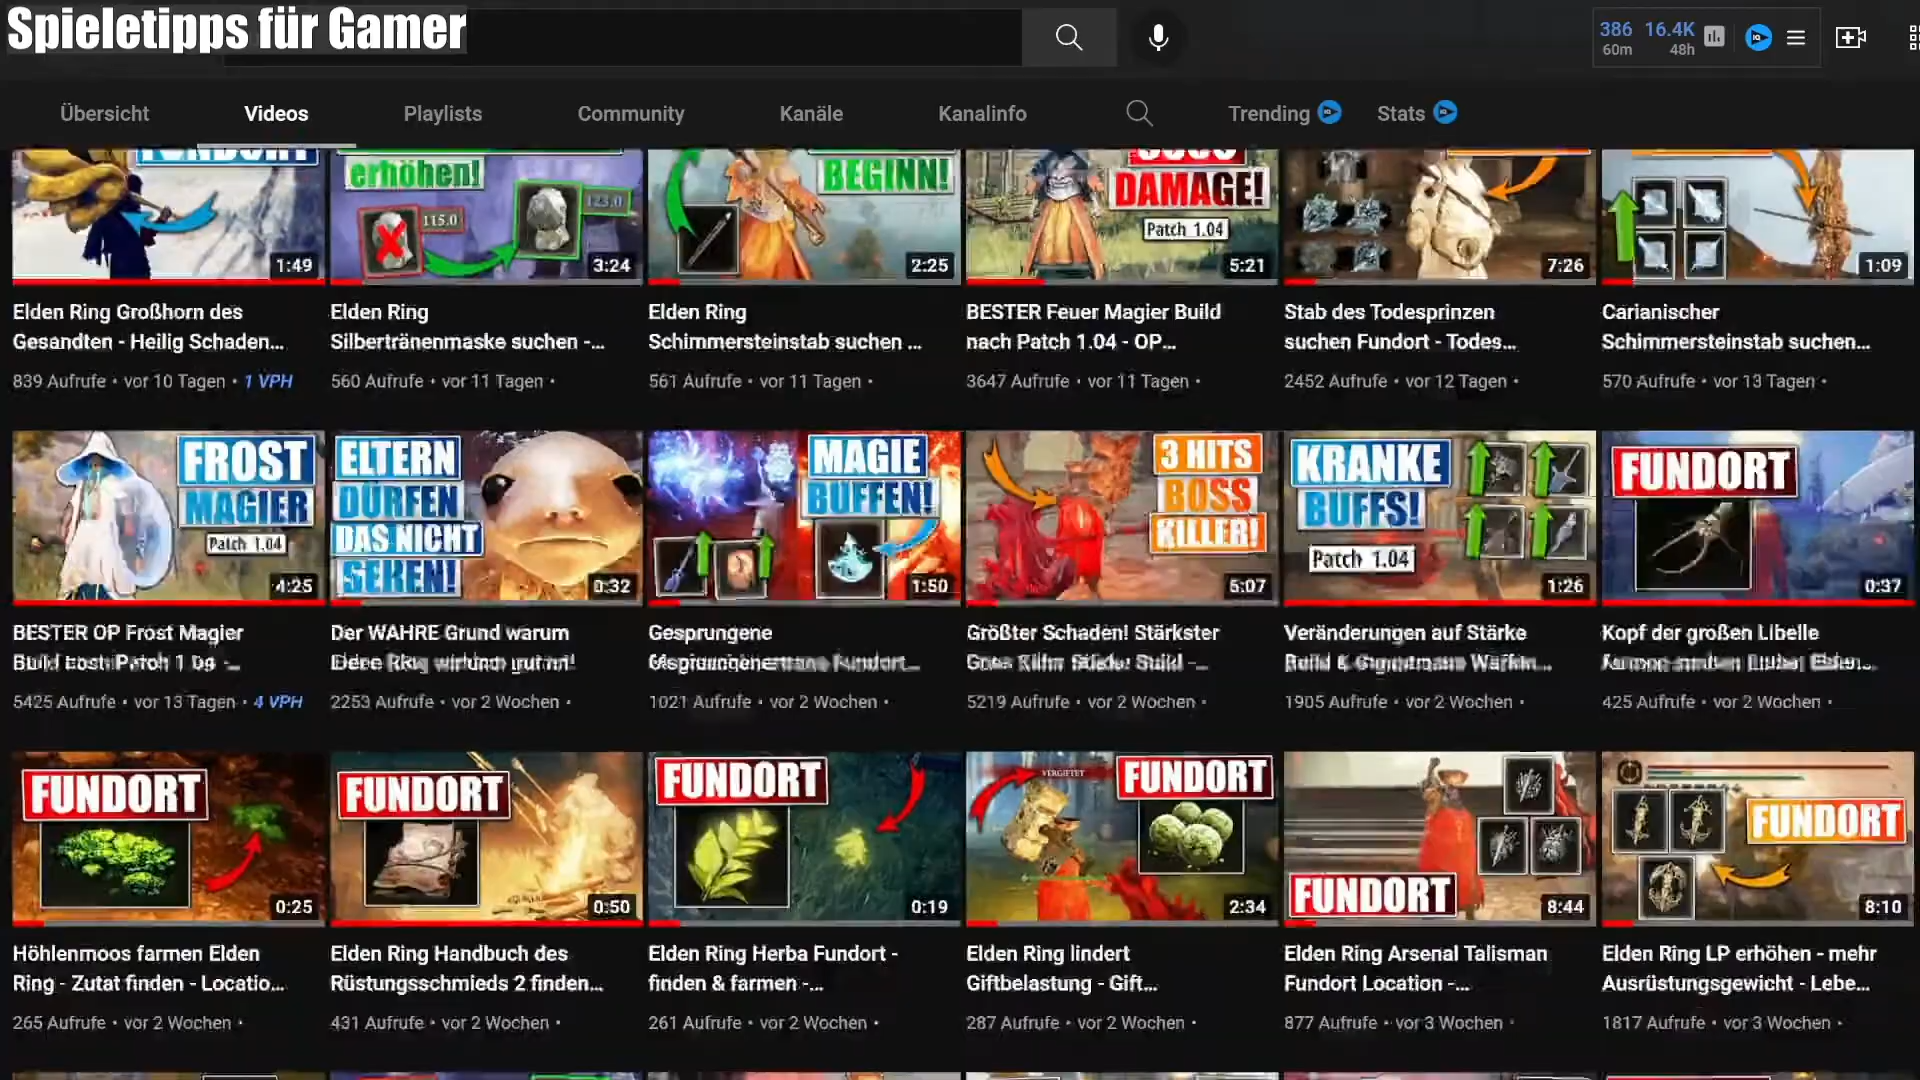 Spieletipps für Gamer
386 16.4K
60m 48h
Übersicht Videos Playlists Community Kanäle Kanalinfo Trending Stats
erhöhen!
115.0
123.0
BEGINN!
DAMAGE!
Patch 1.04
1:49
3:24
2:25
5:21
7:26
1:09
Elden Ring Großhorn des
Gesandten - Heilig Schaden...
839 Aufrufe • vor 10 Tagen • 1 VPH
Elden Ring
Silbertränenmaske suchen -...
560 Aufrufe • vor 11 Tagen •
Elden Ring
Schimmersteinstab suchen ...
561 Aufrufe • vor 11 Tagen •
BESTER Feuer Magier Build
nach Patch 1.04 - OP...
3647 Aufrufe • vor 11 Tagen •
Stab des Todesprinzen
suchen Fundort - Todes...
2452 Aufrufe • vor 12 Tagen •
Carianischer
Schimmersteinstab suchen...
570 Aufrufe • vor 13 Tagen •
FROST
MAGIER
Patch 1.04
4:25
ELTERN
DÜRFEN
DAS NICHT
SEHEN!
0:32
MAGIE
BUFFEN!
1:50
3 HITS
BOSS
KILLER!
5:07
KRANKE
BUFFS!
Patch 1.04
1:26
FUNDORT
0:37
BESTER OP Frost Magier
5425 Aufrufe • vor 13 Tagen • 4 VPH
Der WAHRE Grund warum
2253 Aufrufe • vor 2 Wochen •
Gesprungene
1021 Aufrufe • vor 2 Wochen •
Größter Schaden! Stärkster
5219 Aufrufe • vor 2 Wochen •
Veränderungen auf Stärke
1905 Aufrufe • vor 2 Wochen •
Kopf der großen Libelle
425 Aufrufe • vor 2 Wochen •
FUNDORT
0:25
FUNDORT
0:50
FUNDORT
0:19
VERGIFTET
FUNDORT
2:34
FUNDORT
8:44
FUNDORT
8:10
Höhlenmoos farmen Elden
Ring - Zutat finden - Locatio...
265 Aufrufe • vor 2 Wochen •
Elden Ring Handbuch des
Rüstungsschmieds 2 finden...
431 Aufrufe • vor 2 Wochen •
Elden Ring Herba Fundort -
finden & farmen -...
261 Aufrufe • vor 2 Wochen •
Elden Ring lindert
Giftbelastung - Gift...
287 Aufrufe • vor 2 Wochen •
Elden Ring Arsenal Talisman
Fundort Location -...
877 Aufrufe • vor 3 Wochen •
Elden Ring LP erhöhen - mehr
Ausrüstungsgewicht - Lebe...
1817 Aufrufe • vor 3 Wochen •